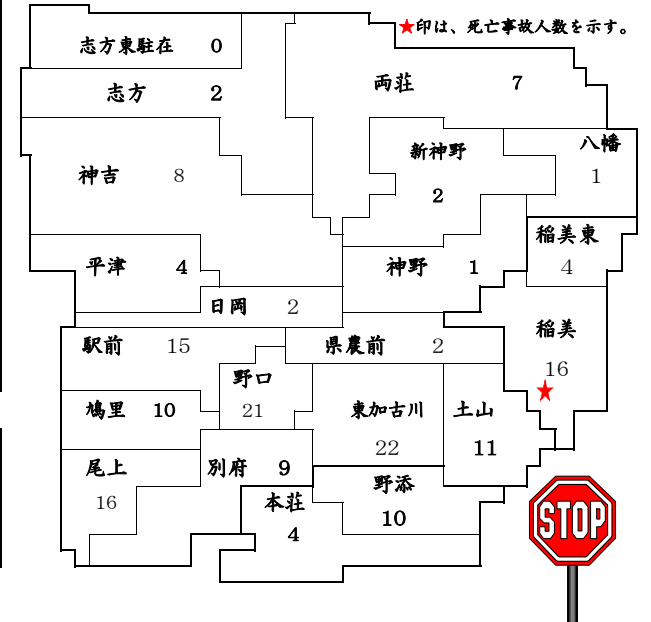 ★印は、死亡事故人数を示す。
志方東駐在 0
志方 2
両荘 7
新神野
2
八幡
1
神吉 8
稲美東
4
平津 4
神野 1
日岡 2
稲美
16
★
駅前 15
県農前 2
野口
21
鳩里 10
東加古川
22
土山
11
尾上
16
別府 9
野添
10
本荘
4
STOP